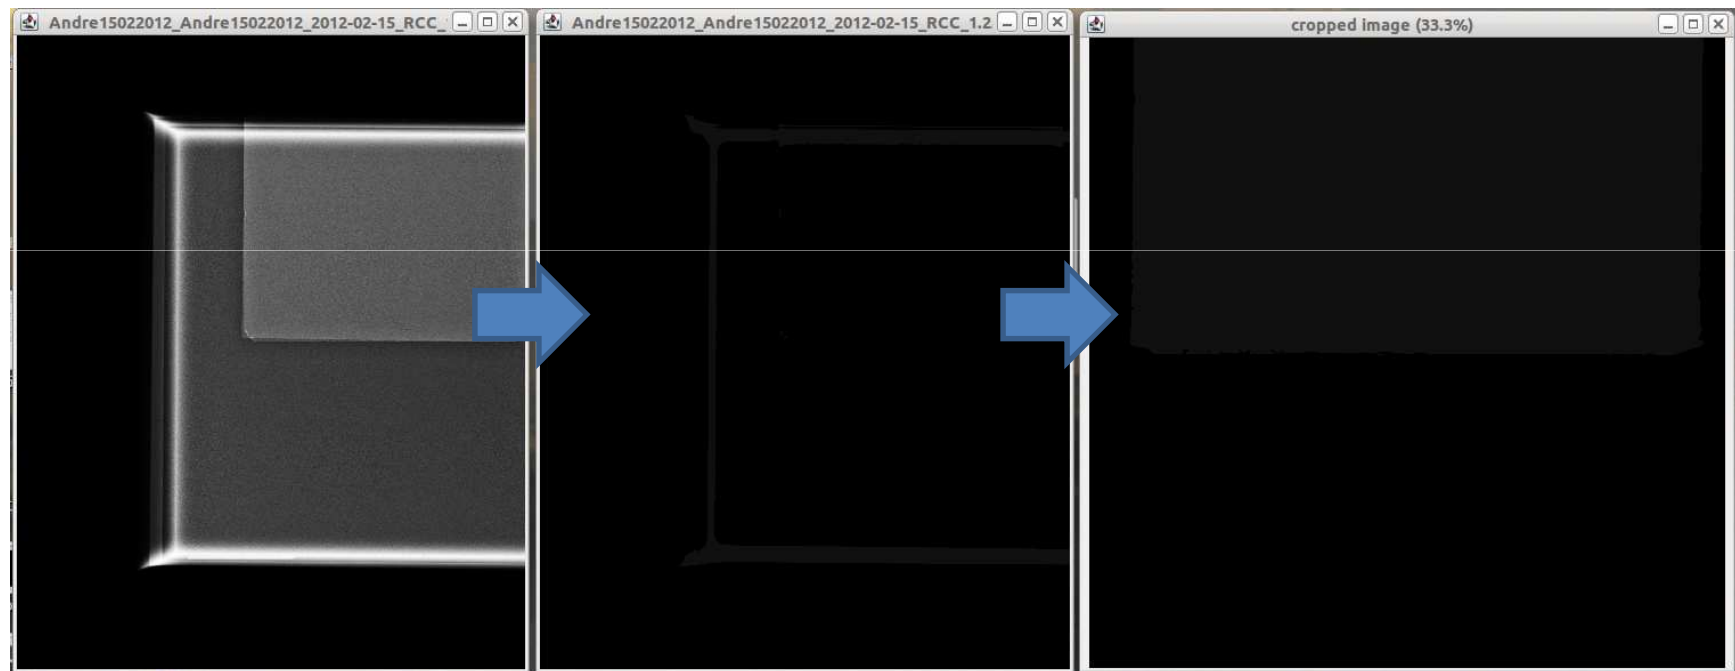 Andre15022012_Andre15022012_2012-02-15_RCC_
Andre15022012_Andre15022012_2012-02-15_RCC_1.2
cropped image (33.3%)